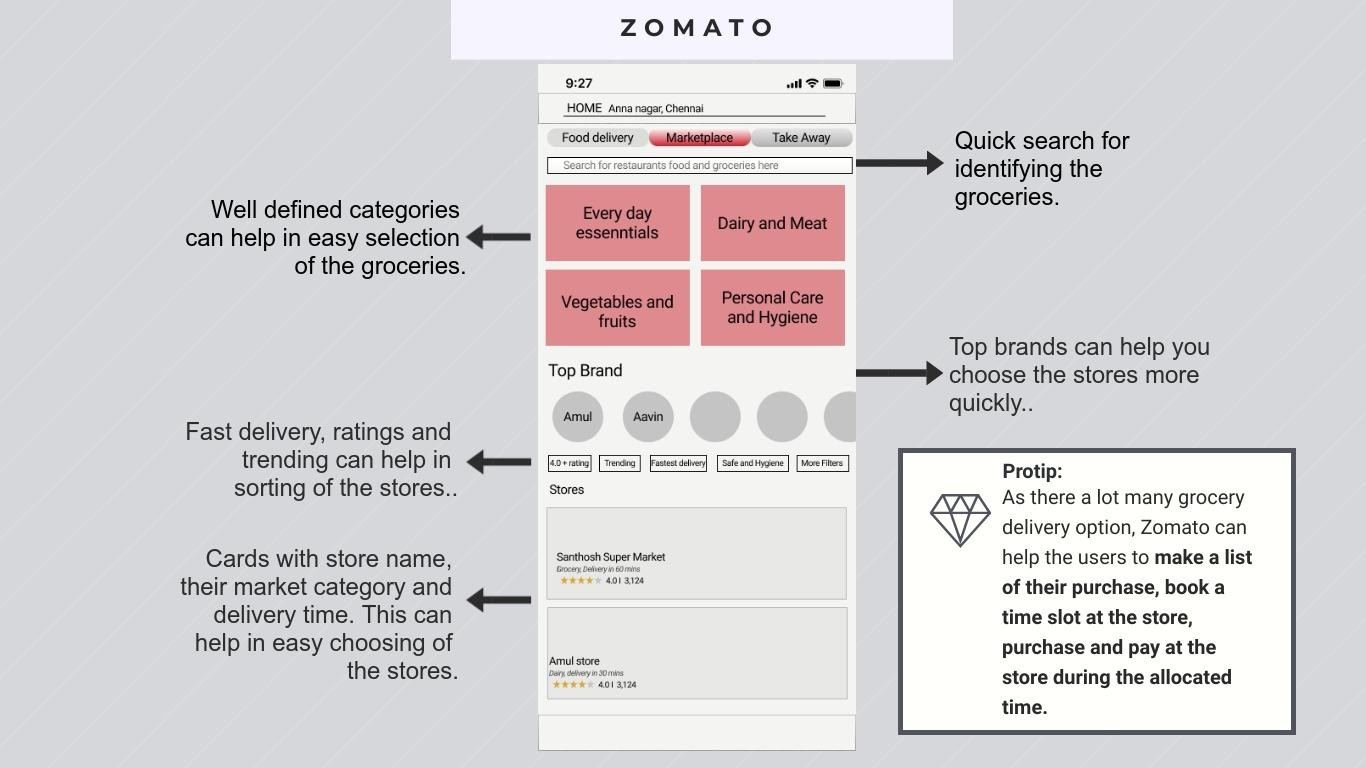 ZOMATO
9:27
HOME Anna nagar, Chennai
Food delivery
Marketplace
Take Away
Search for restaurants food and groceries here
Quick search for
identifying the
groceries.
Well defined categories
can help in easy selection
of the groceries.
Every day
essenntials
Dairy and Meat
Vegetables and
fruits
Personal Care
and Hygiene
Top Brand
Top brands can help you
choose the stores more
quickly..
Amul
Aavin
Fast delivery, ratings and
trending can help in
sorting of the stores..
4.0 + rating
Trending
Fastest delivery
Safe and Hygiene
More Filters
Stores
Santhosh Super Market
Grocery, Delivery in 60 mins
4.0 I 3,124
Cards with store name,
their market category and
delivery time. This can
help in easy choosing of
the stores.
Amul store
Dairy, delivery in 30 mins
4.0 I 3,124
Protip:
As there a lot many grocery
delivery option, Zomato can
help the users to make a list
of their purchase, book a
time slot at the store,
purchase and pay at the
store during the allocated
time.